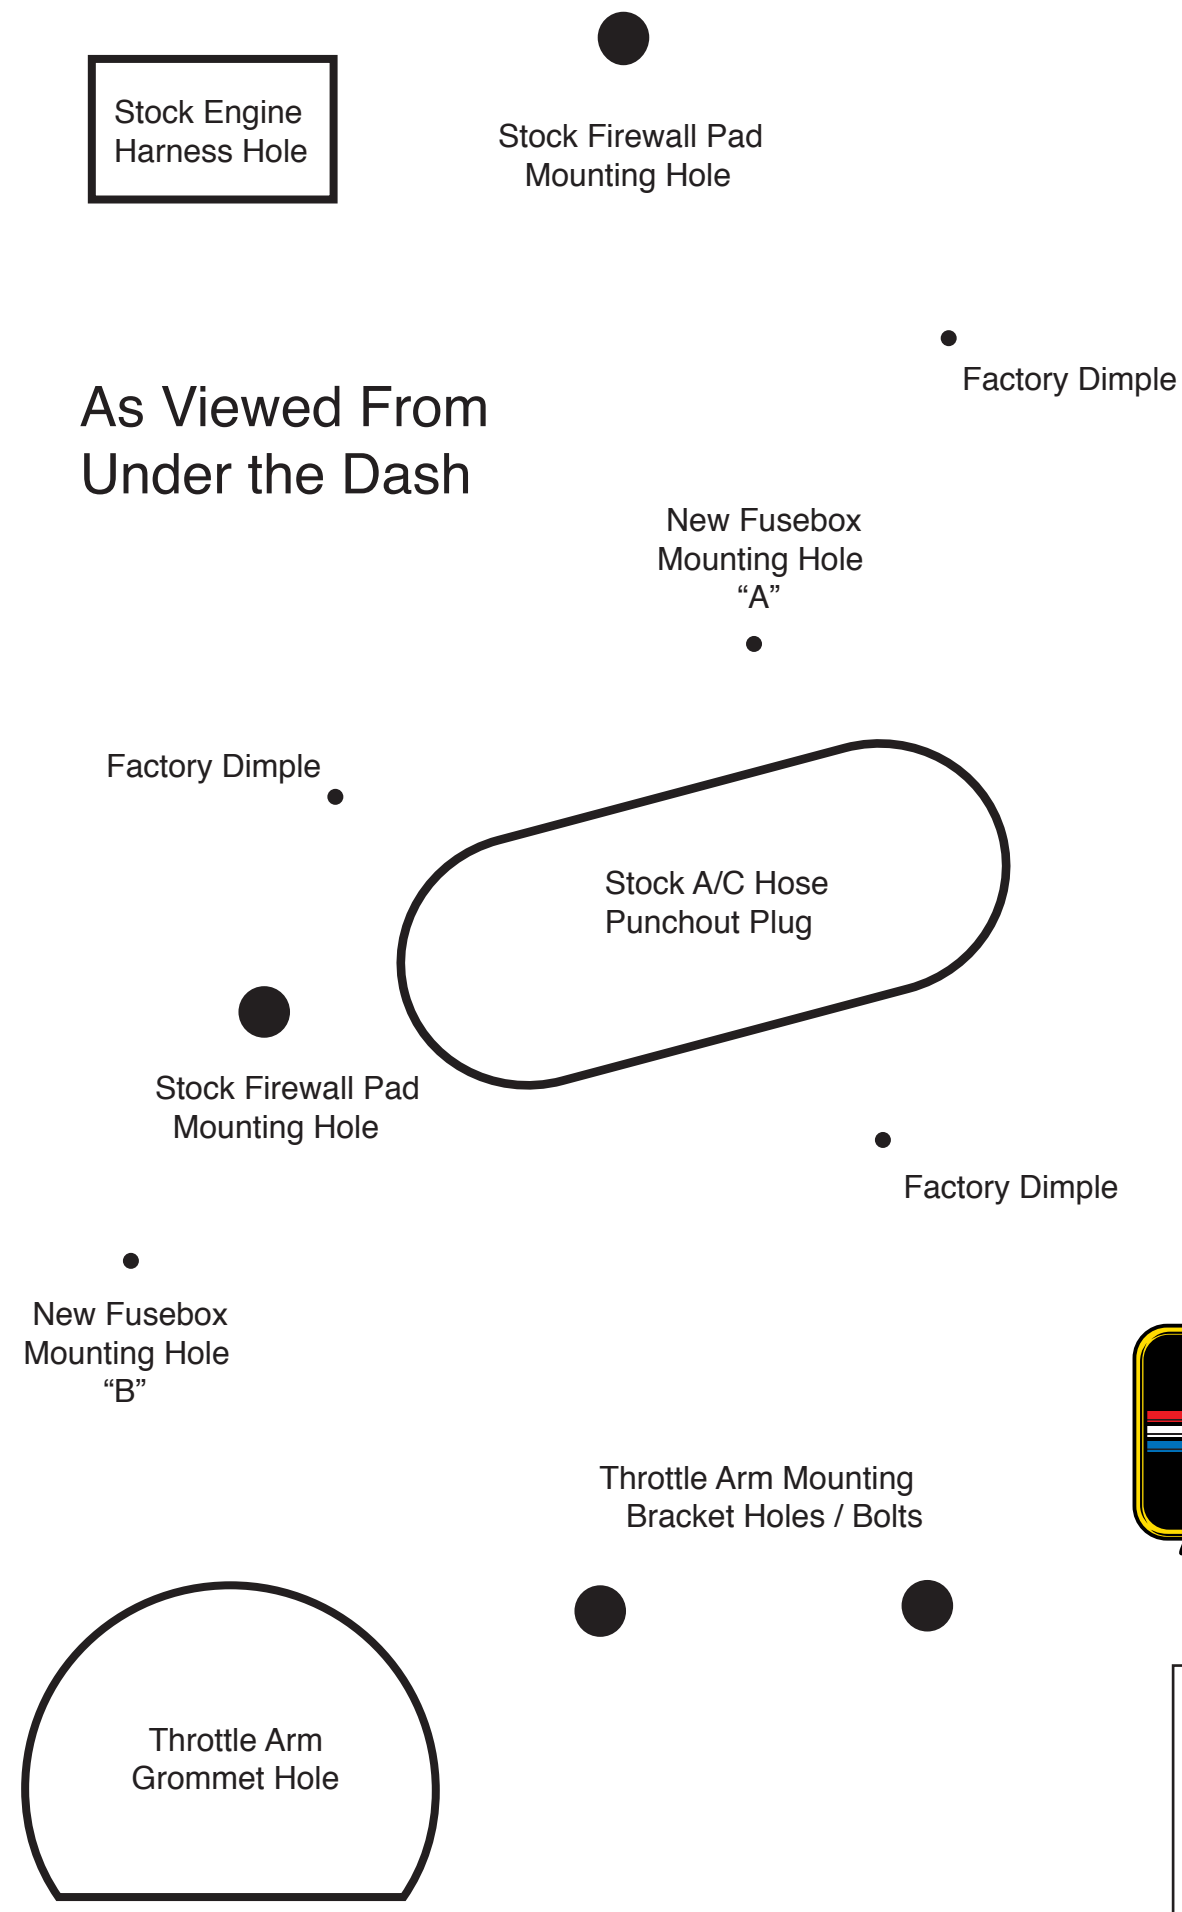 Stock Engine
Harness Hole
Stock Firewall Pad
Mounting Hole
Factory Dimple
As Viewed From
Under the Dash
New Fusebox
Mounting Hole
“A”
Factory Dimple
Stock A/C Hose
Punchout Plug
Stock Firewall Pad
Mounting Hole
Factory Dimple
New Fusebox
Mounting Hole
“B”
Throttle Arm Mounting
Bracket Holes / Bolts
Throttle Arm
Grommet Hole